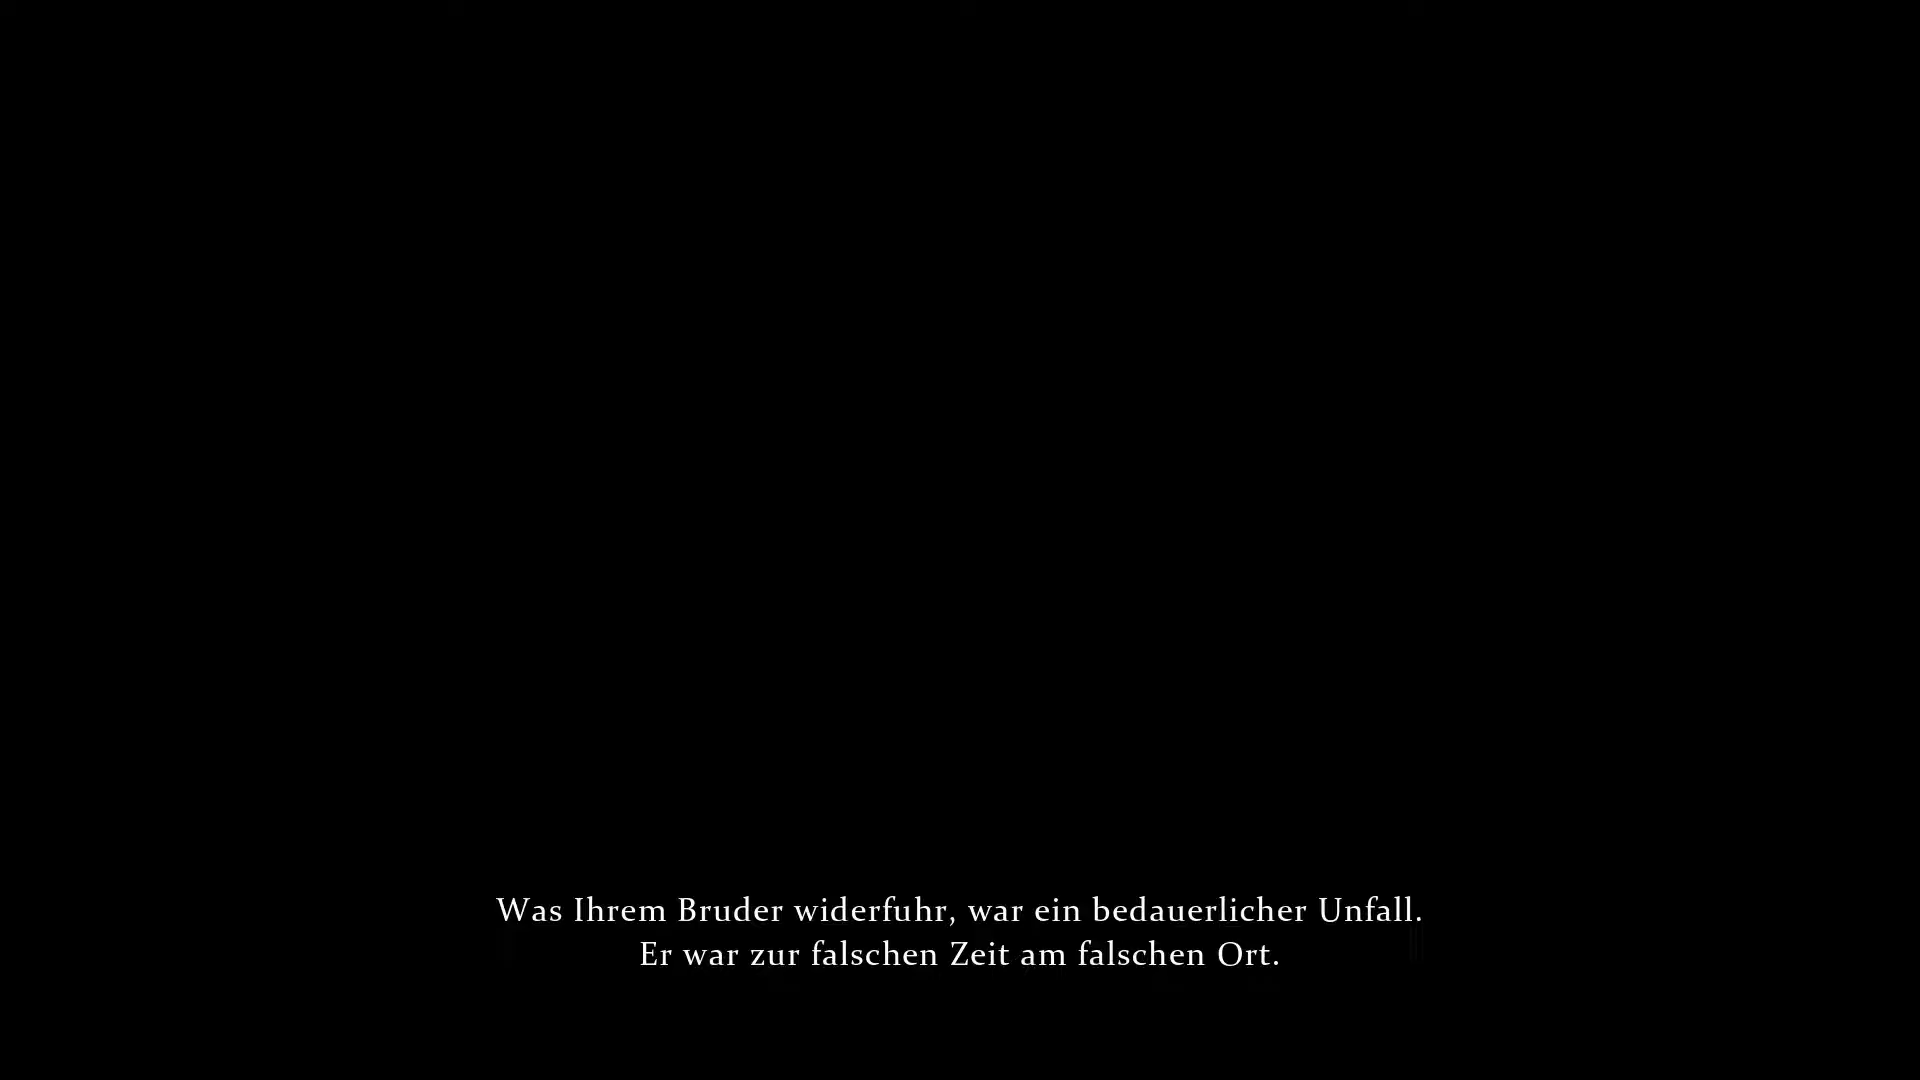 Was Ihrem Bruder widerfuhr, war ein bedauerlicher Unfall.
Er war zur falschen Zeit am falschen Ort.